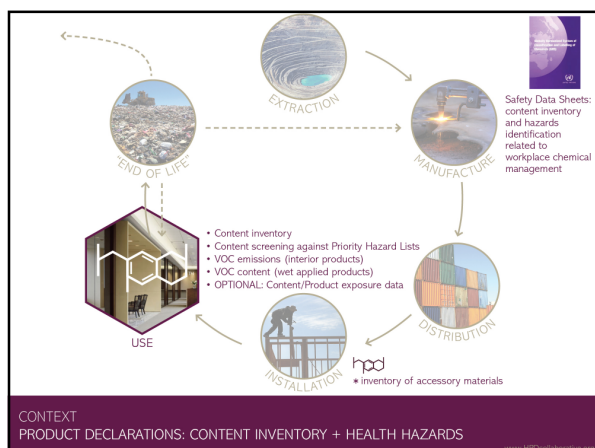 EXTRACTION
"END OF LIFE"
MANUFACTURE
Safety Data Sheets:
content inventory
and hazards
identification
related to
workplace chemical
management
• Content inventory
• Content screening against Priority Hazard Lists
• VOC emissions (interior products)
• VOC content (wet applied products)
• OPTIONAL: Content/Product exposure data
USE
DISTRIBUTION
INSTALLATION
hpd
* inventory of accessory materials
CONTEXT
PRODUCT DECLARATIONS: CONTENT INVENTORY + HEALTH HAZARDS